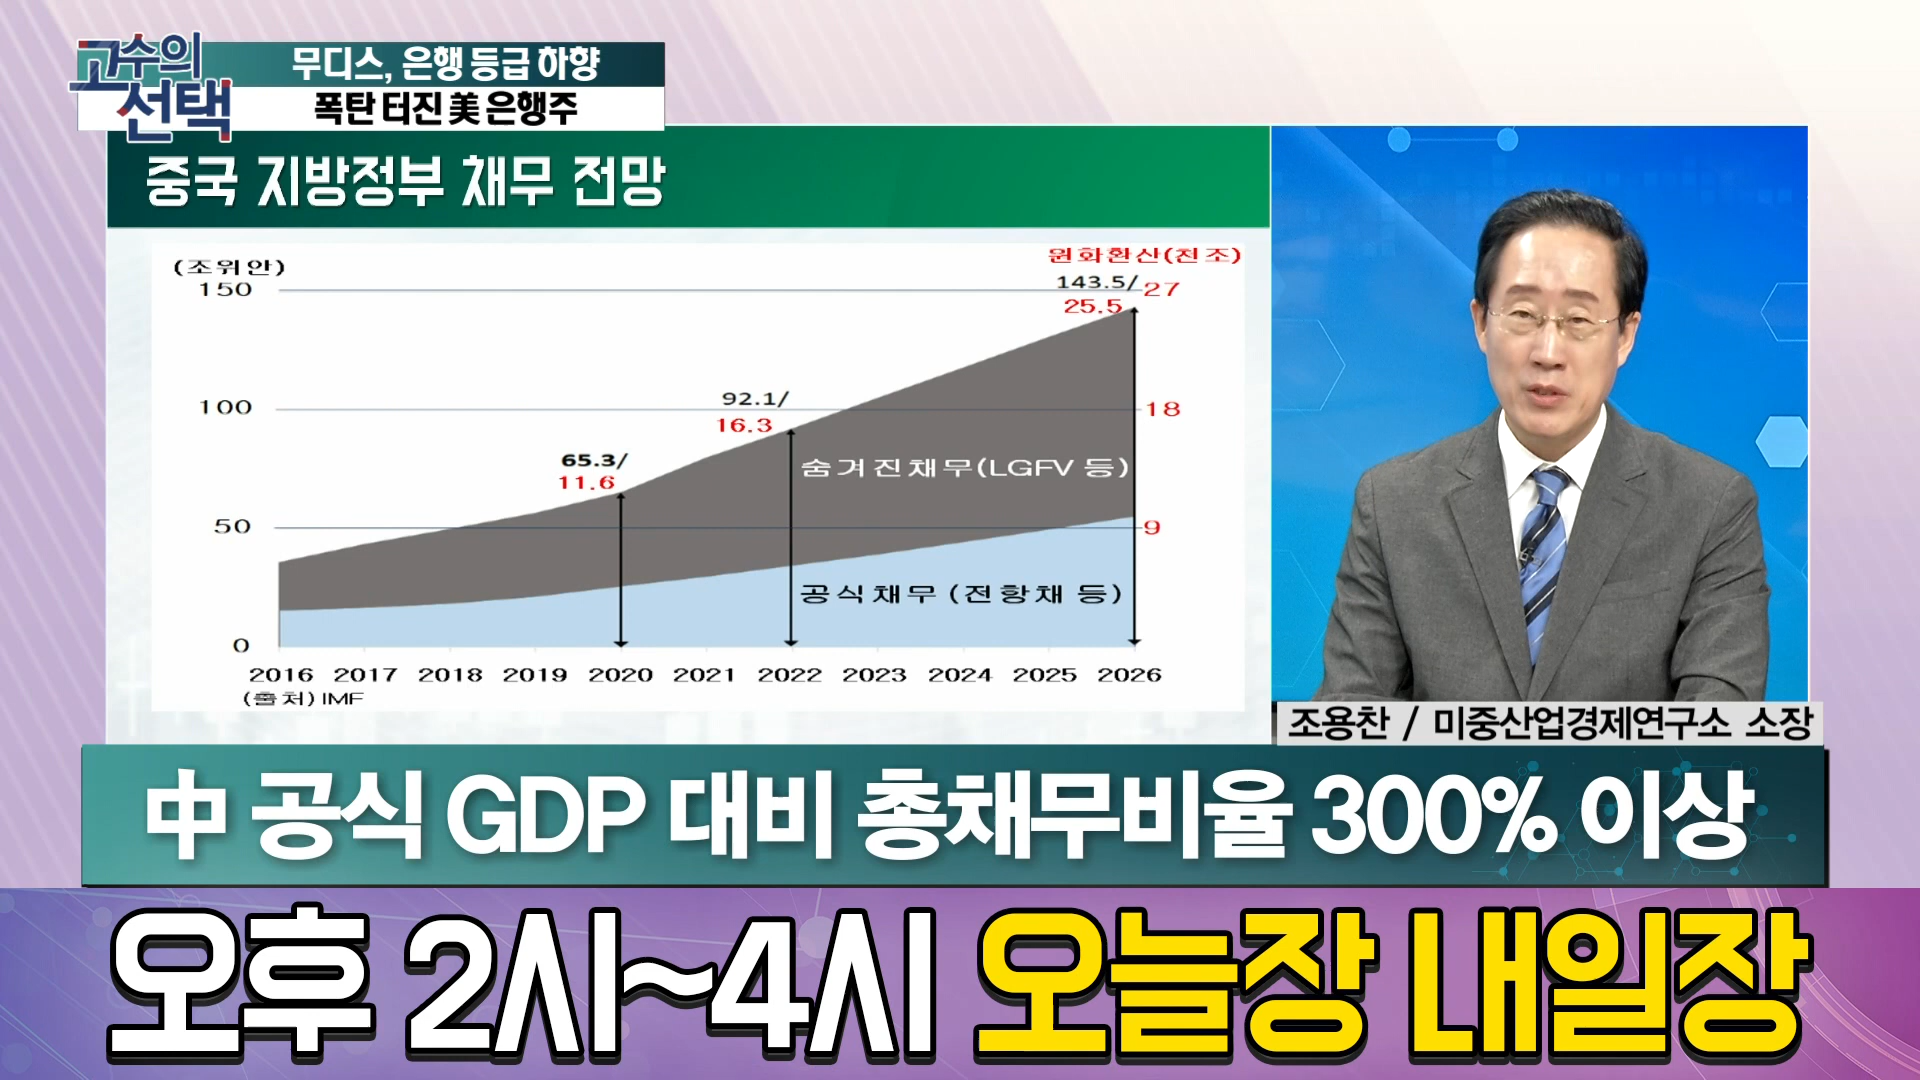 고수의
선택
무디스, 은행 등급 하향
폭탄 터진 美 은행주
중국 지방정부 채무 전망
(조위안)
원화환산(천조)
150
143.5/
27
25.5
100
92.1/
18
16.3
65.3/
11.6
숨겨진채무(LGFV 등)
50
9
공식채무 (전항채 등)
0
2016 2017 2018 2019 2020 2021 2022 2023 2024 2025 2026
(출처) IMF
조용찬 / 미중산업경제연구소 소장
中 공식 GDP 대비 총채무비율 300% 이상
오후 2시~4시 오늘장 내일장